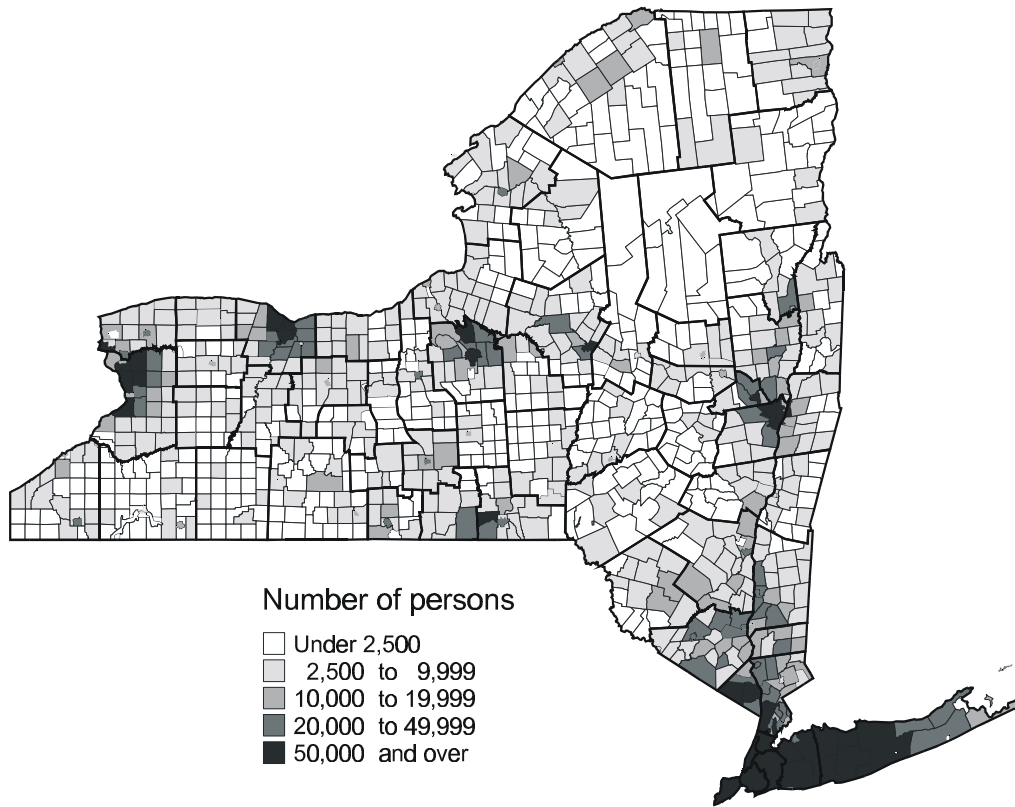 Number of persons
Under 2,500
2,500 to 9,999
10,000 to 19,999
20,000 to 49,999
50,000 and over